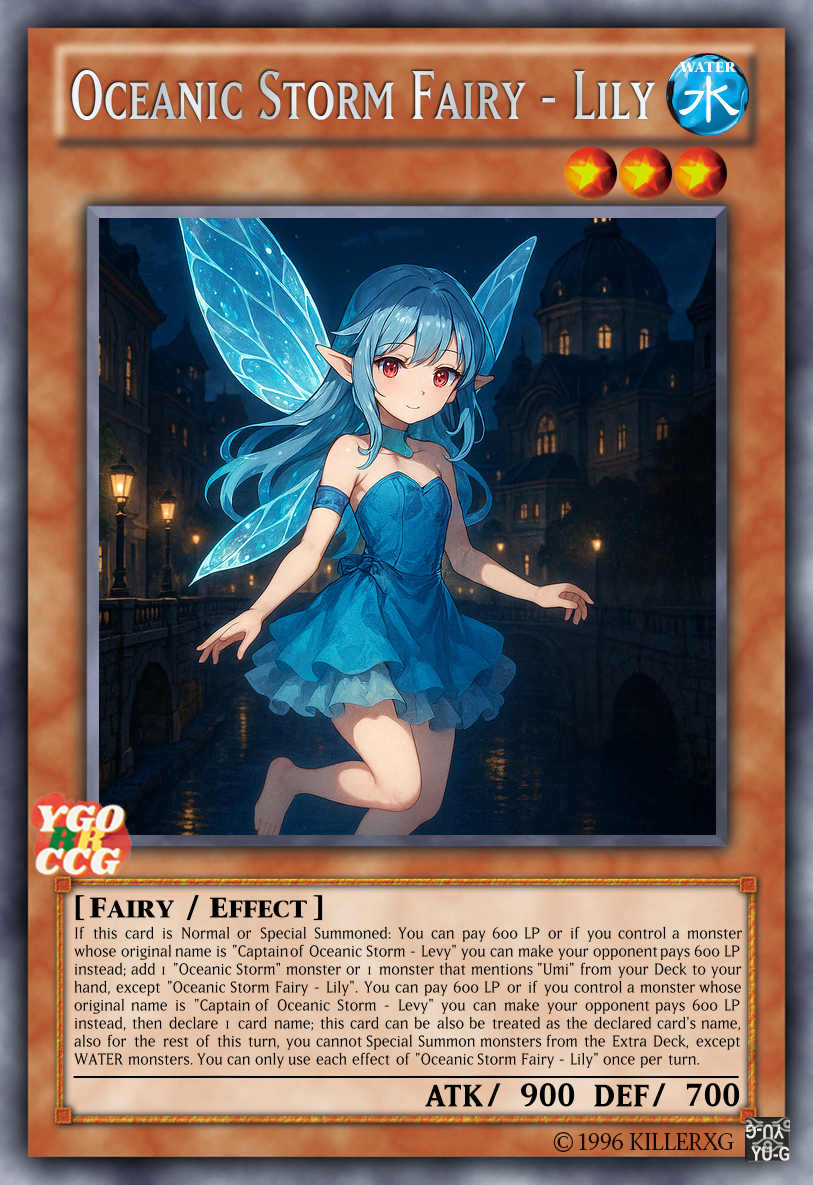 OCEANIC STORM FAIRY - LILY
WATER
水
YGO
BR
CCG
[ FAIRY / EFFECT ]
If this card is Normal or Special Summoned: You can pay 600 LP or if you control a monster
whose original name is "Captain of Oceanic Storm - Levy" you can make your opponent pays 600 LP
instead; add 1 "Oceanic Storm" monster or 1 monster that mentions "Umi" from your Deck to your
hand, except "Oceanic Storm Fairy - Lily". You can pay 600 LP or if you control a monster whose
original name is "Captain of Oceanic Storm - Levy" you can make your opponent pays 600 LP
instead, then declare 1 card name; this card can be also be treated as the declared card's name,
also for the rest of this turn, you cannot Special Summon monsters from the Extra Deck, except
WATER monsters. You can only use each effect of "Oceanic Storm Fairy - Lily" once per turn.
ATK/ 900 DEF/ 700
© 1996 KILLERXG
YU-G
YU-G